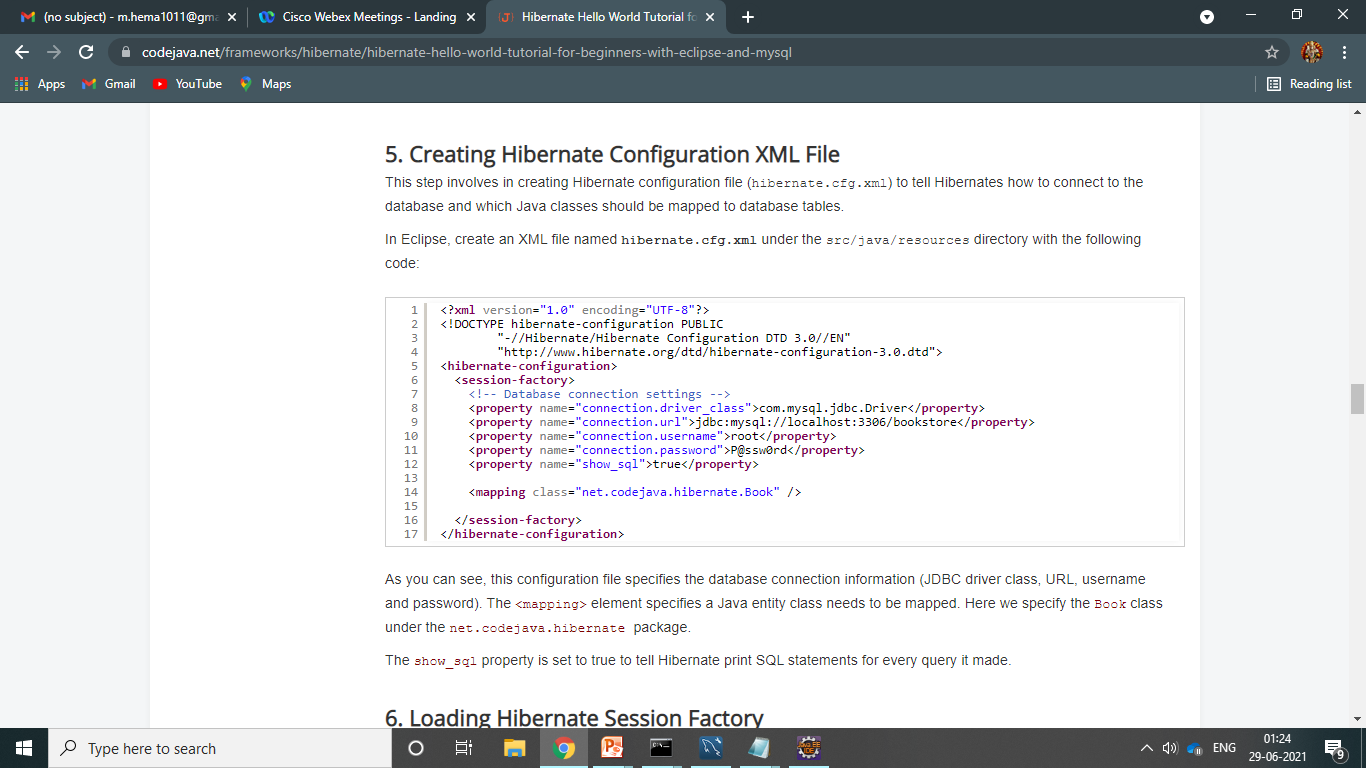 (no subject) - m.hema1011@gma
Cisco Webex Meetings - Landing
Hibernate Hello World Tutorial fo
codejava.net/frameworks/hibernate/hibernate-hello-world-tutorial-for-beginners-with-eclipse-and-mysql
Apps Gmail YouTube Maps Reading list
5. Creating Hibernate Configuration XML File
This step involves in creating Hibernate configuration file (hibernate.cfg.xml) to tell Hibernates how to connect to the
database and which Java classes should be mapped to database tables.
In Eclipse, create an XML file named hibernate.cfg.xml under the src/java/resources directory with the following
code:
1 <?xml version="1.0" encoding="UTF-8"?>
2 <!DOCTYPE hibernate-configuration PUBLIC
3 "-//Hibernate/Hibernate Configuration DTD 3.0//EN"
4 "http://www.hibernate.org/dtd/hibernate-configuration-3.0.dtd">
5 <hibernate-configuration>
6 <session-factory>
7 <!-- Database connection settings -->
8 <property name="connection.driver_class">com.mysql.jdbc.Driver</property>
9 <property name="connection.url">jdbc:mysql://localhost:3306/bookstore</property>
10 <property name="connection.username">root</property>
11 <property name="connection.password">P@ssw0rd</property>
12 <property name="show_sql">true</property>
13
14 <mapping class="net.codejava.hibernate.Book" />
15
16 </session-factory>
17 </hibernate-configuration>
As you can see, this configuration file specifies the database connection information (JDBC driver class, URL, username
and password). The <mapping> element specifies a Java entity class needs to be mapped. Here we specify the Book class
under the net.codejava.hibernate package.
The show_sql property is set to true to tell Hibernate print SQL statements for every query it made.
6. Loading Hibernate Session Factory
Type here to search
ENG
01:24
29-06-2021
9